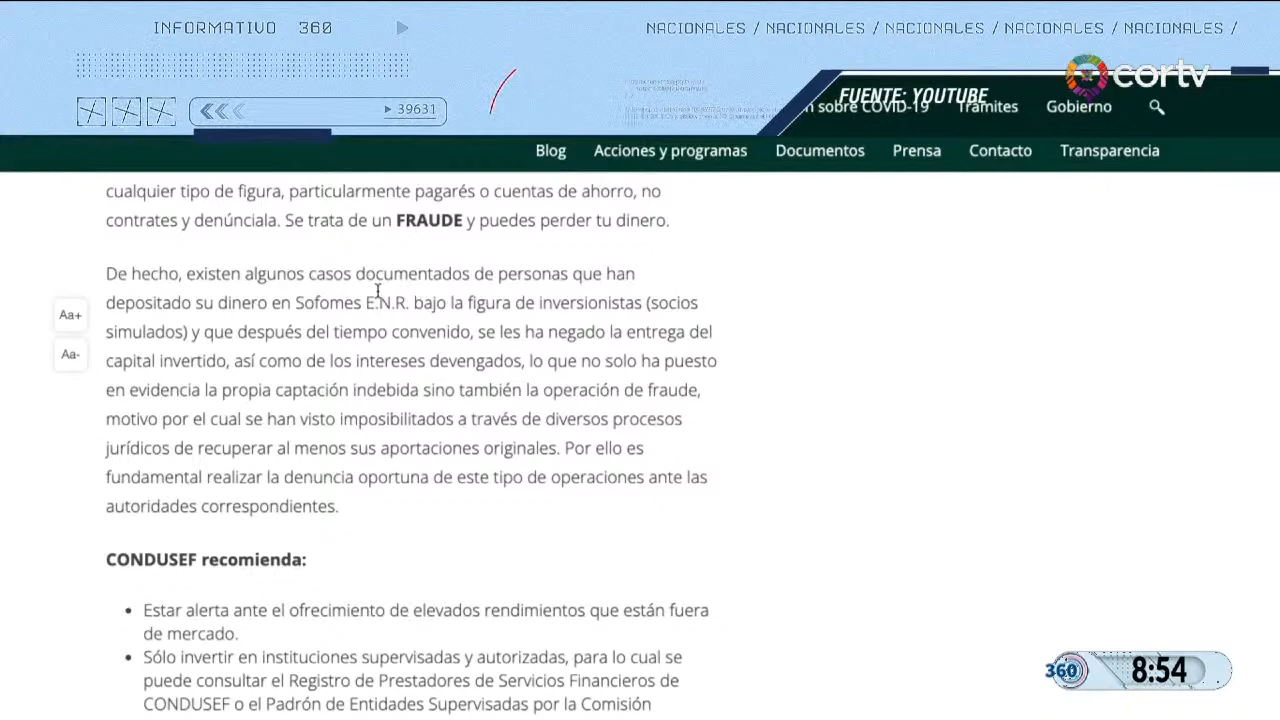 INFORMATIVO 360
NACIONALES / NACIONALES / NACIONALES / NACIONALES / NACIONALES /
cortv
39631
FUENTE: YOUTUBE
n sobre COVID-19 Trámites Gobierno
Blog Acciones y programas Documentos Prensa Contacto Transparencia
cualquier tipo de figura, particularmente pagarés o cuentas de ahorro, no
contrates y denúnciala. Se trata de un FRAUDE y puedes perder tu dinero.
De hecho, existen algunos casos documentados de personas que han
depositado su dinero en Sofomes E.N.R. bajo la figura de inversionistas (socios
simulados) y que después del tiempo convenido, se les ha negado la entrega del
capital invertido, así como de los intereses devengados, lo que no solo ha puesto
en evidencia la propia captación indebida sino también la operación de fraude,
motivo por el cual se han visto imposibilitados a través de diversos procesos
jurídicos de recuperar al menos sus aportaciones originales. Por ello es
fundamental realizar la denuncia oportuna de este tipo de operaciones ante las
autoridades correspondientes.
Aa+
Aa-
CONDUSEF recomienda:
• Estar alerta ante el ofrecimiento de elevados rendimientos que están fuera
de mercado.
• Sólo invertir en instituciones supervisadas y autorizadas, para lo cual se
puede consultar el Registro de Prestadores de Servicios Financieros de
CONDUSEF o el Padrón de Entidades Supervisadas por la Comisión
360 8:54